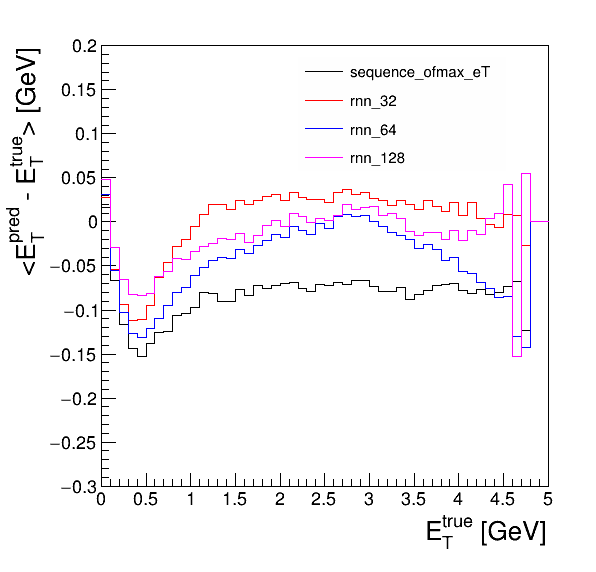 <E_T^pred - E_T^true> [GeV]
0.2
0.15
0.1
0.05
0
−0.05
−0.1
−0.15
−0.2
−0.25
−0.3
sequence_ofmax_eT
rnn_32
rnn_64
rnn_128
0 0.5 1 1.5 2 2.5 3 3.5 4 4.5 5
E_T^true [GeV]